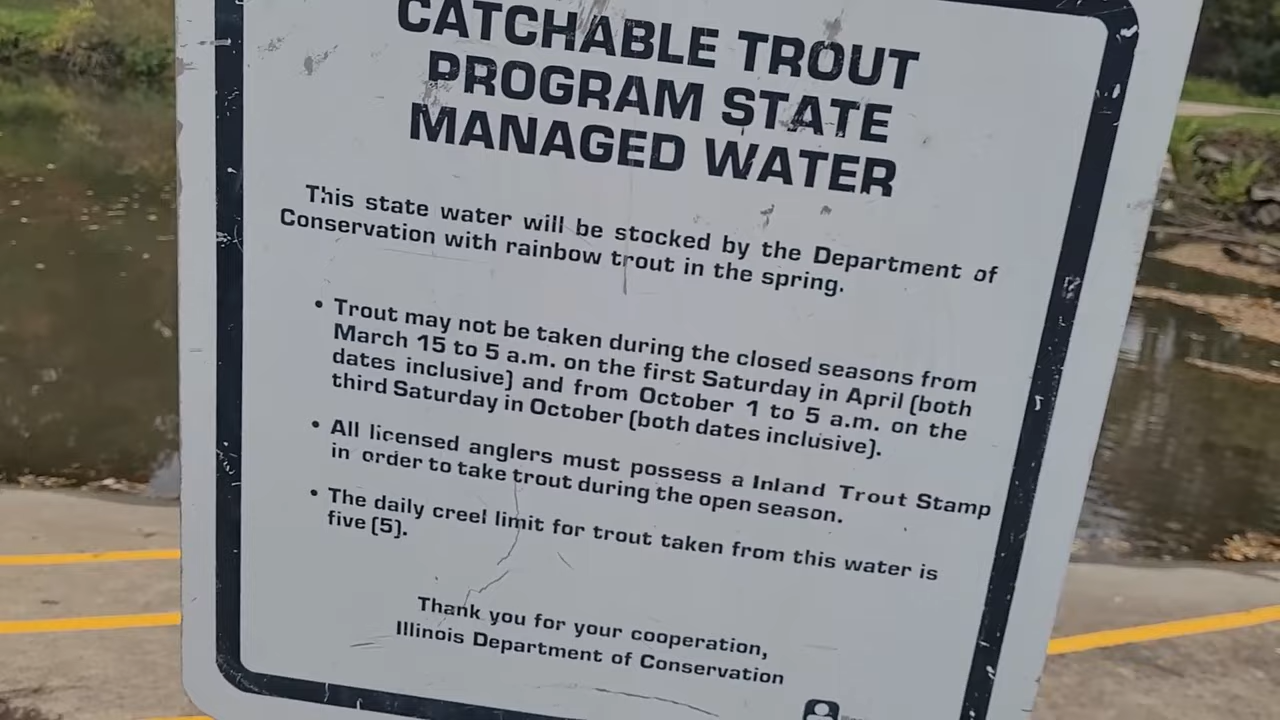 CATCHABLE TROUT
PROGRAM STATE
MANAGED WATER
This state water will be stocked by the Department of
Conservation with rainbow trout in the spring.
• Trout may not be taken during the closed seasons from
March 15 to 5 a.m. on the first Saturday in April (both
dates inclusive) and from October 1 to 5 a.m. on the
third Saturday in October (both dates inclusive).
• All licensed anglers must possess a Inland Trout Stamp
in order to take trout during the open season.
• The daily creel limit for trout taken from this water is
five (5).
Thank you for your cooperation,
Illinois Department of Conservation